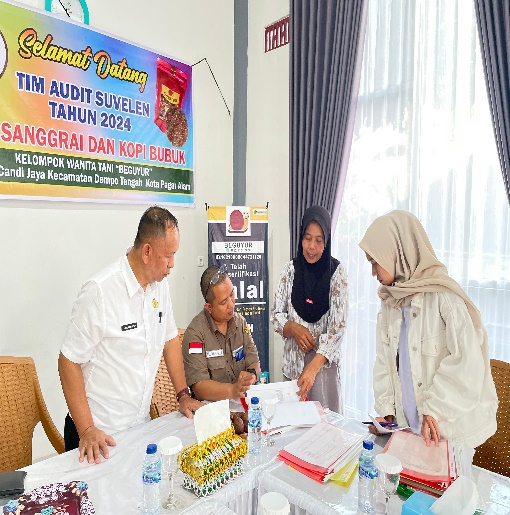 Selamat Datang
TIM AUDIT SUVELEN
TAHUN 2024
SANGGRAI DAN KOPI BUBUK
KELOMPOK WANITA TANI "BEGUYUR"
Candi Jaya Kecamatan Dempo Tengah Kota Pagar Alam
BEGUYUR
Telah